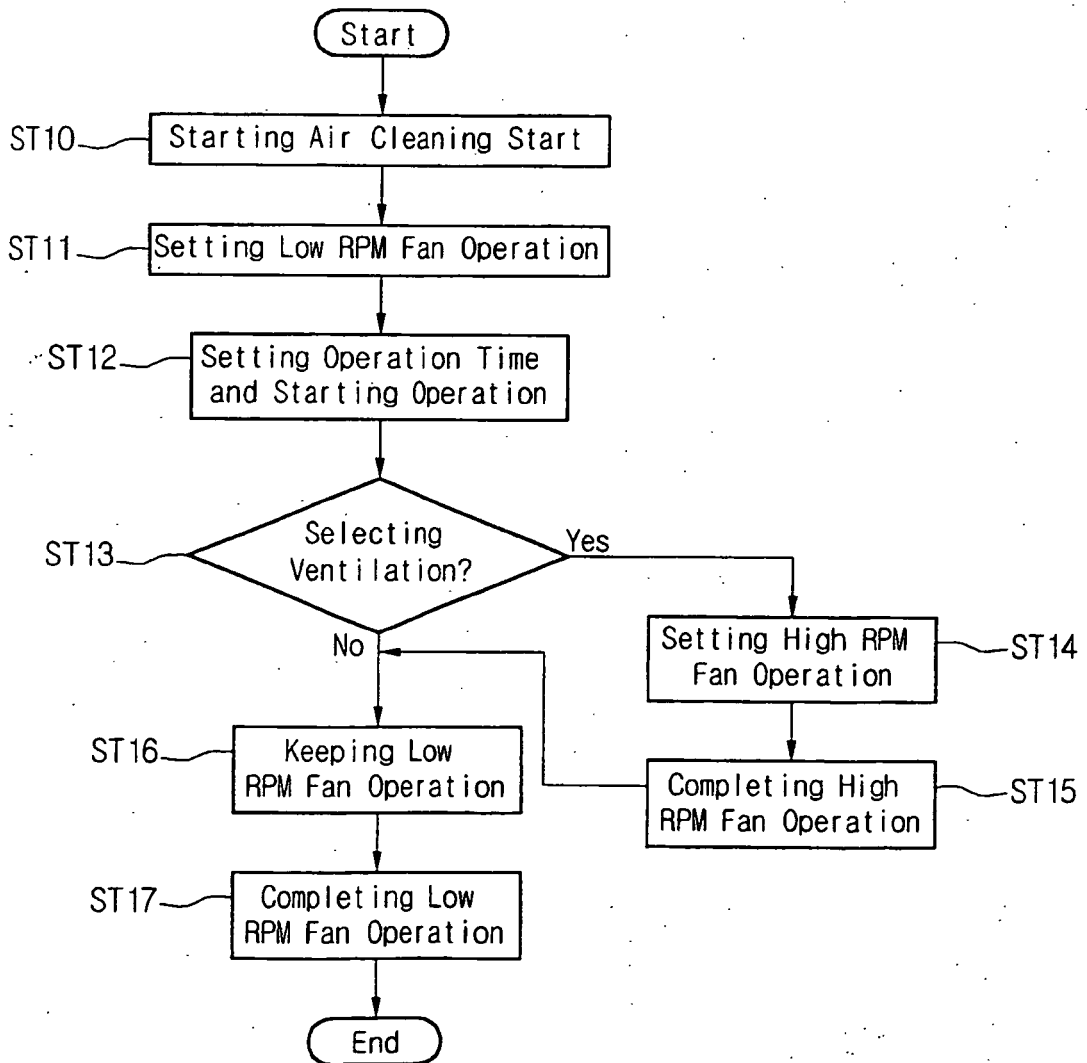 Start
ST10
Starting Air Cleaning Start
ST11
Setting Low RPM Fan Operation
ST12
Setting Operation Time
and Starting Operation
ST13
Selecting
Ventilation?
Yes
No
Setting High RPM
Fan Operation
ST14
ST16
Keeping Low
RPM Fan Operation
Completing High
RPM Fan Operation
ST15
ST17
Completing Low
RPM Fan Operation
End